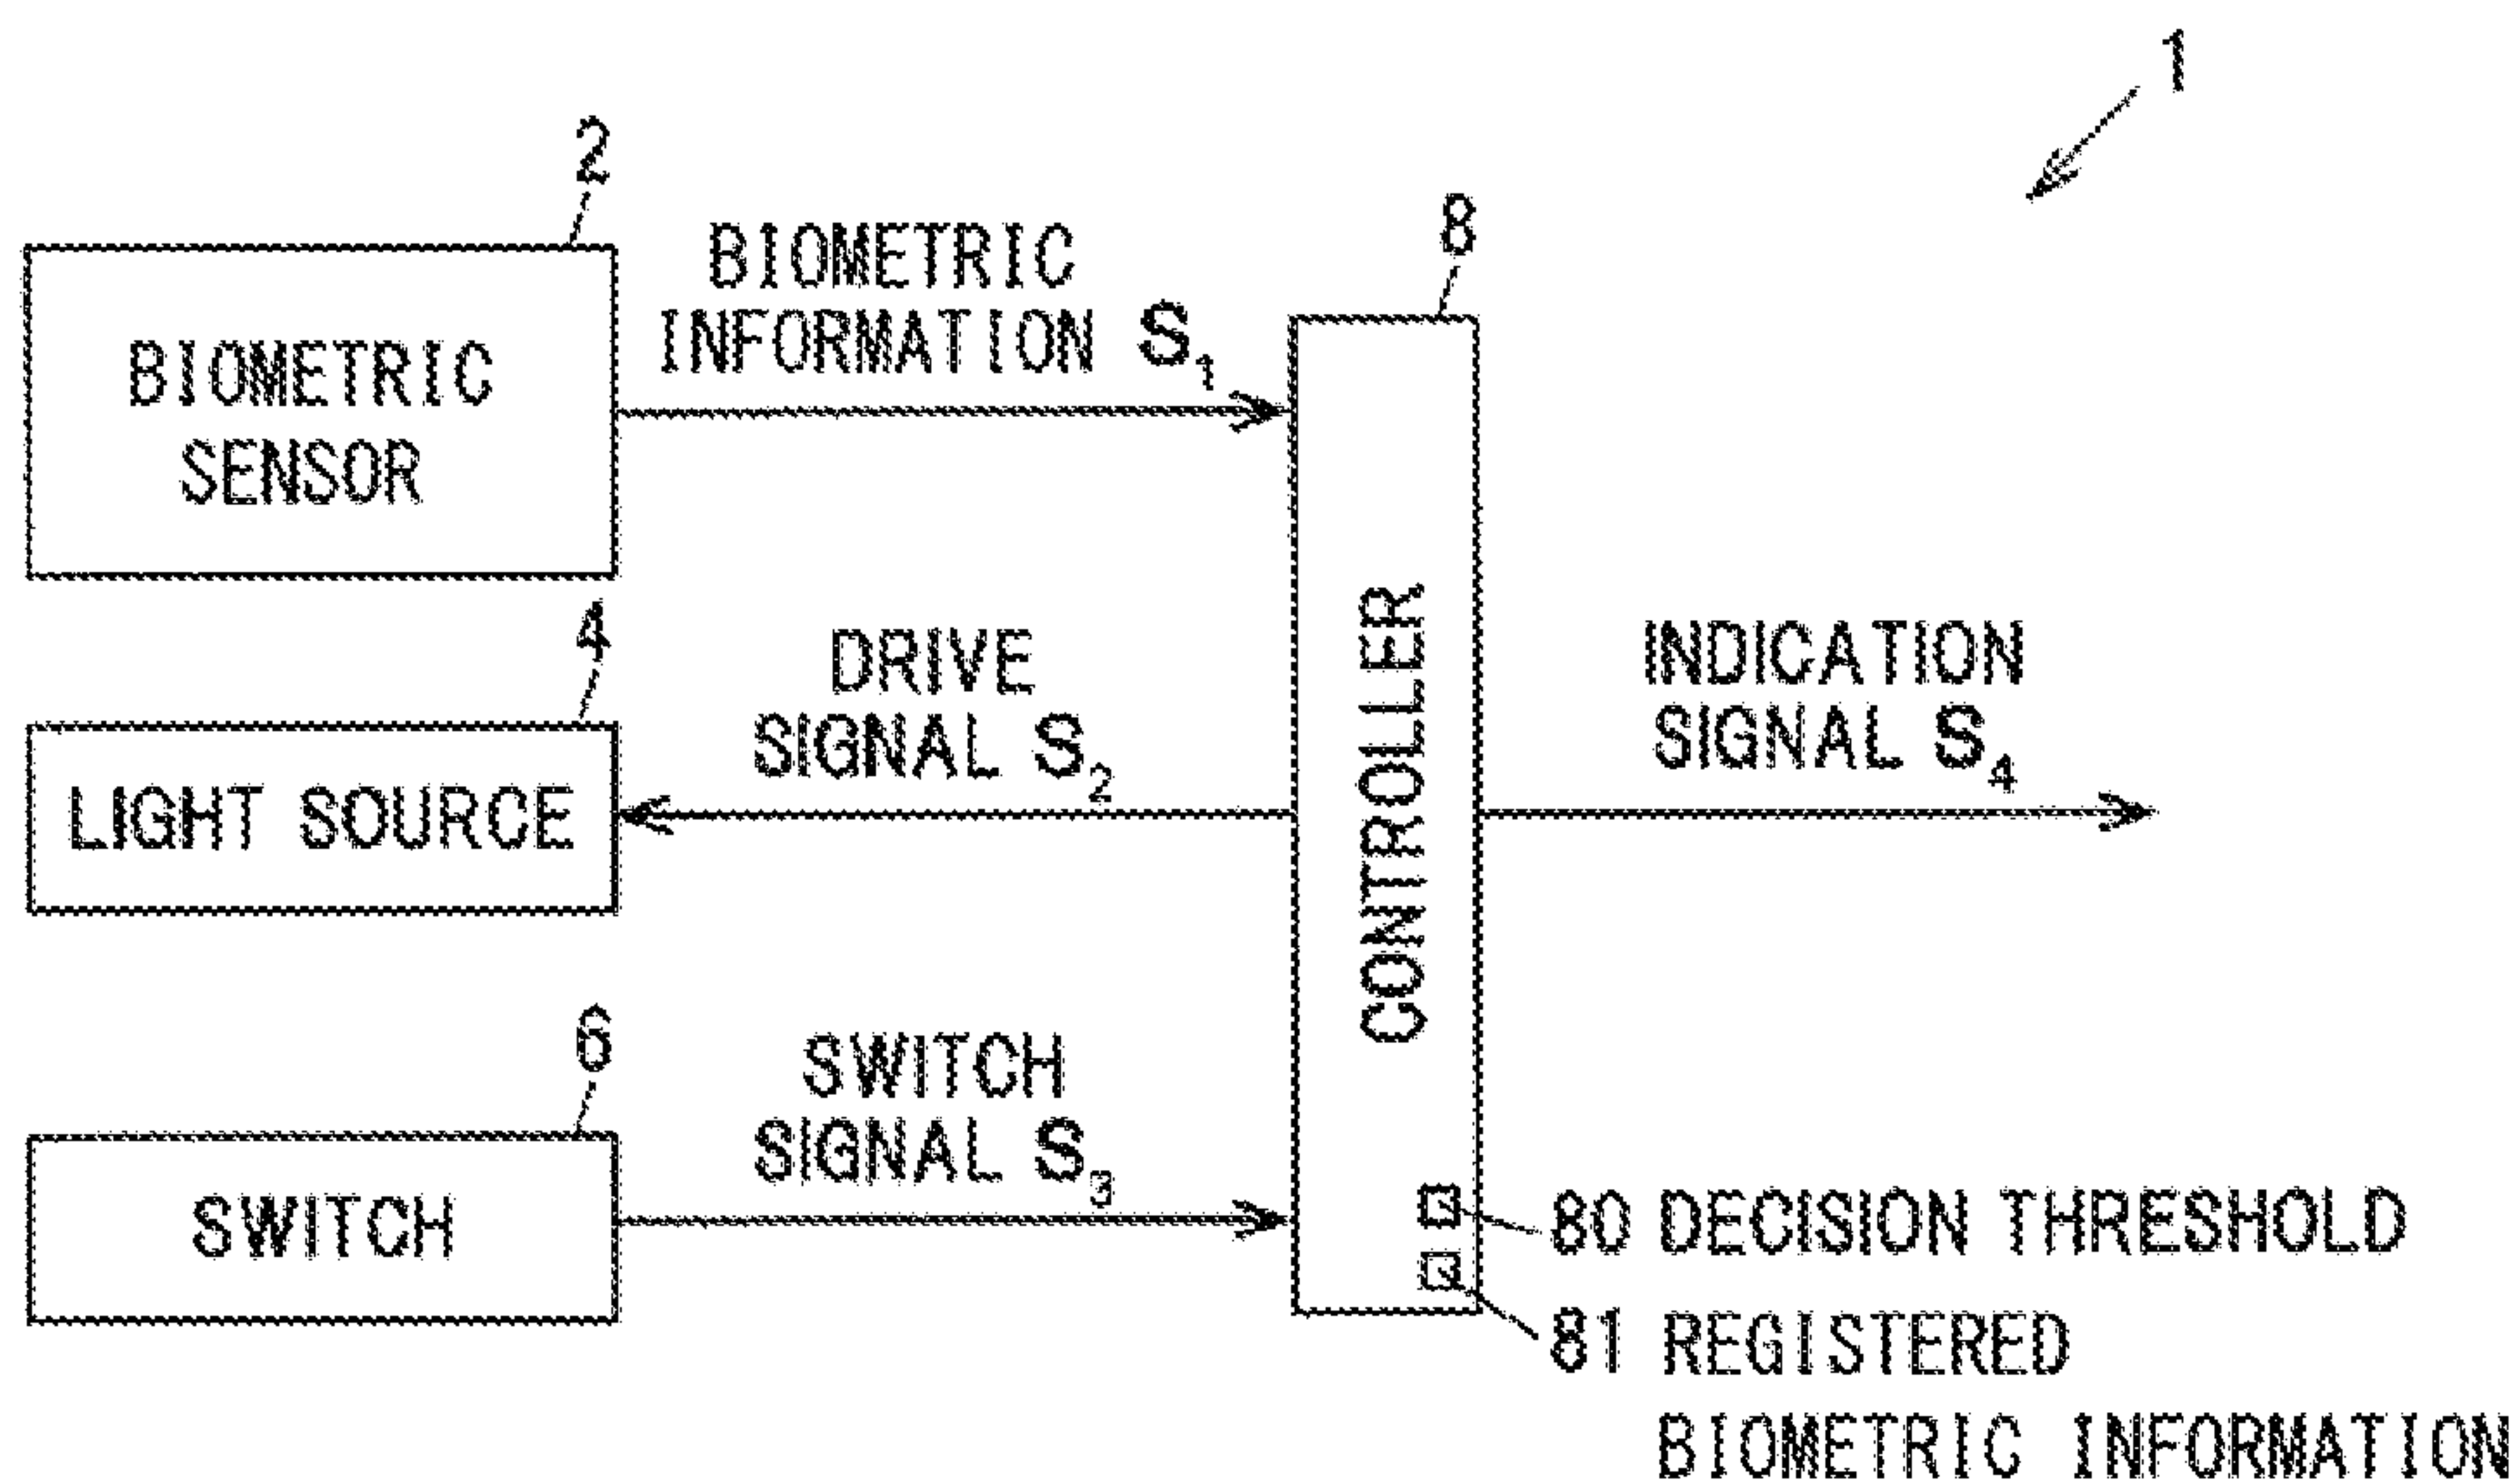 1
2
BIOMETRIC
INFORMATION S1
8
BIOMETRIC
SENSOR
4
DRIVE
SIGNAL S2
LIGHT SOURCE
CONTROLLER
INDICATION
SIGNAL S4
6
SWITCH
SIGNAL S3
SWITCH
80 DECISION THRESHOLD
81 REGISTERED
BIOMETRIC INFORMATION